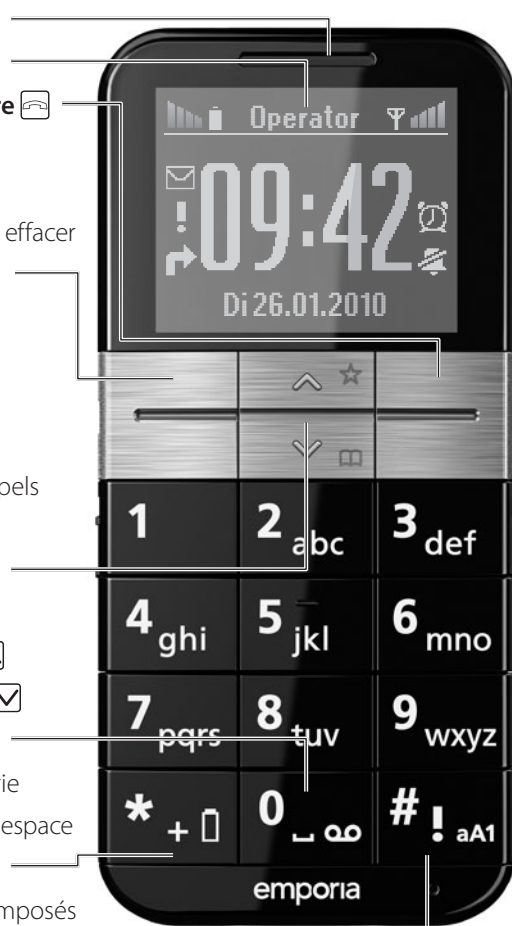 re
Operator
09:42
effacer
Di 26.01.2010
pels
1
2 abc
3 def
4 ghi
5 jkl
6 mno
7 pqrs
8 tuv
9 wxyz
rie
espace
* +
0
# ! aA1
mposés
emporia